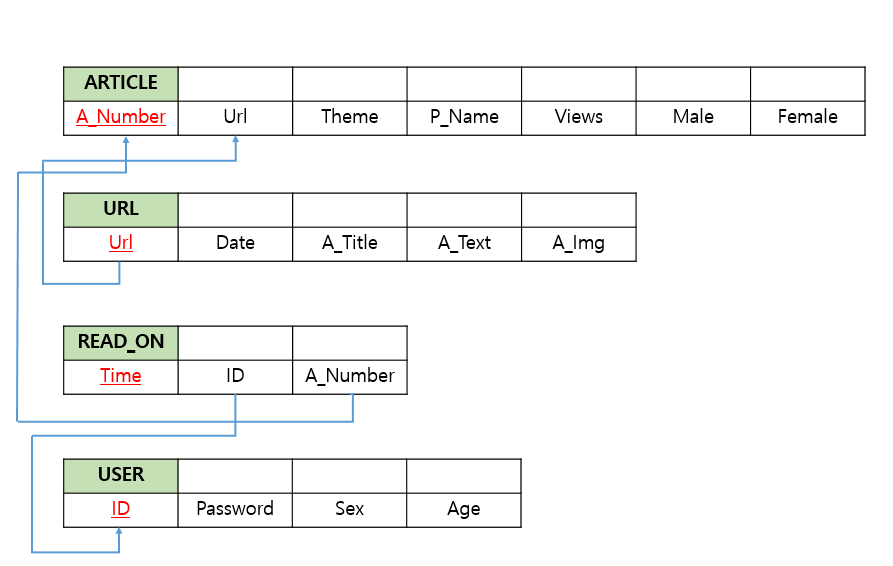 ARTICLE
A_Number Url Theme P_Name Views Male Female
URL
Url Date A_Title A_Text A_Img
READ_ON
Time ID A_Number
USER
ID Password Sex Age